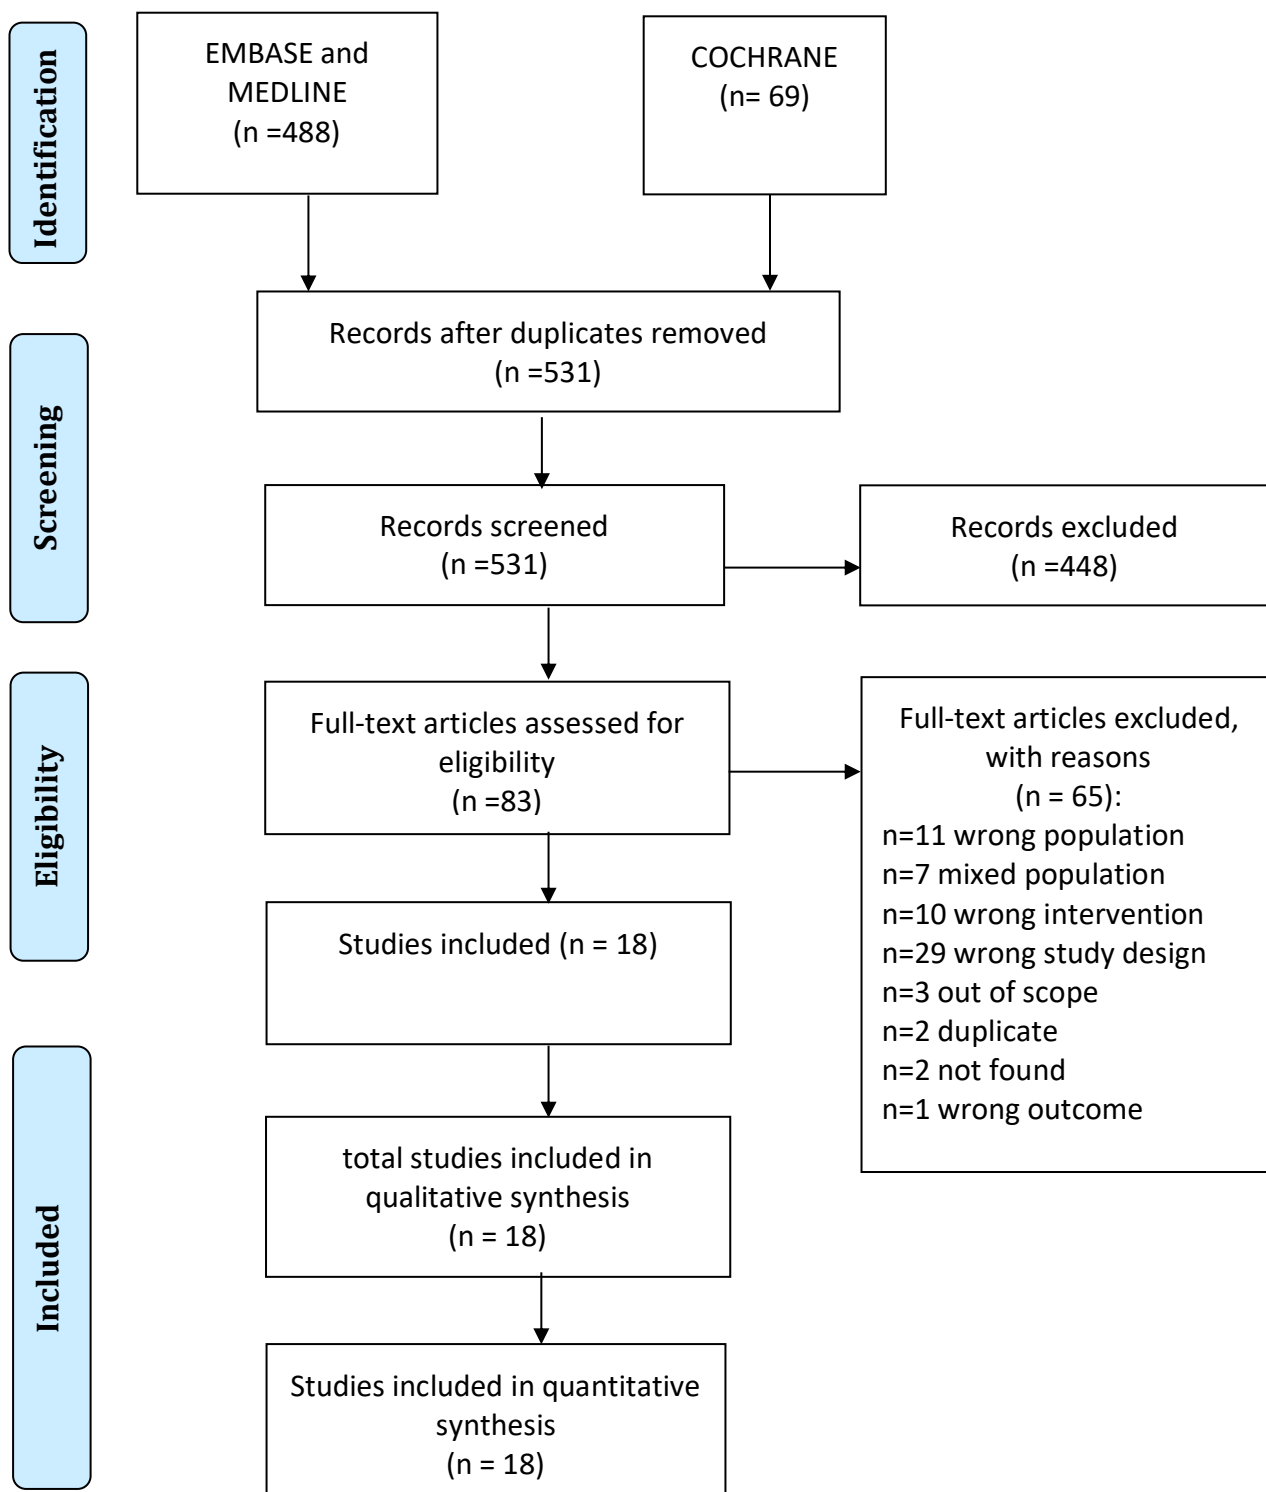 Identification
EMBASE and
MEDLINE
(n =488)
COCHRANE
(n= 69)
Records after duplicates removed
(n =531)
Screening
Records screened
(n =531)
Records excluded
(n =448)
Eligibility
Full-text articles assessed for
eligibility
(n =83)
Full-text articles excluded,
with reasons
(n = 65):
n=11 wrong population
n=7 mixed population
n=10 wrong intervention
n=29 wrong study design
n=3 out of scope
n=2 duplicate
n=2 not found
n=1 wrong outcome
Studies included (n = 18)
Included
total studies included in
qualitative synthesis
(n = 18)
Studies included in quantitative
synthesis
(n = 18)